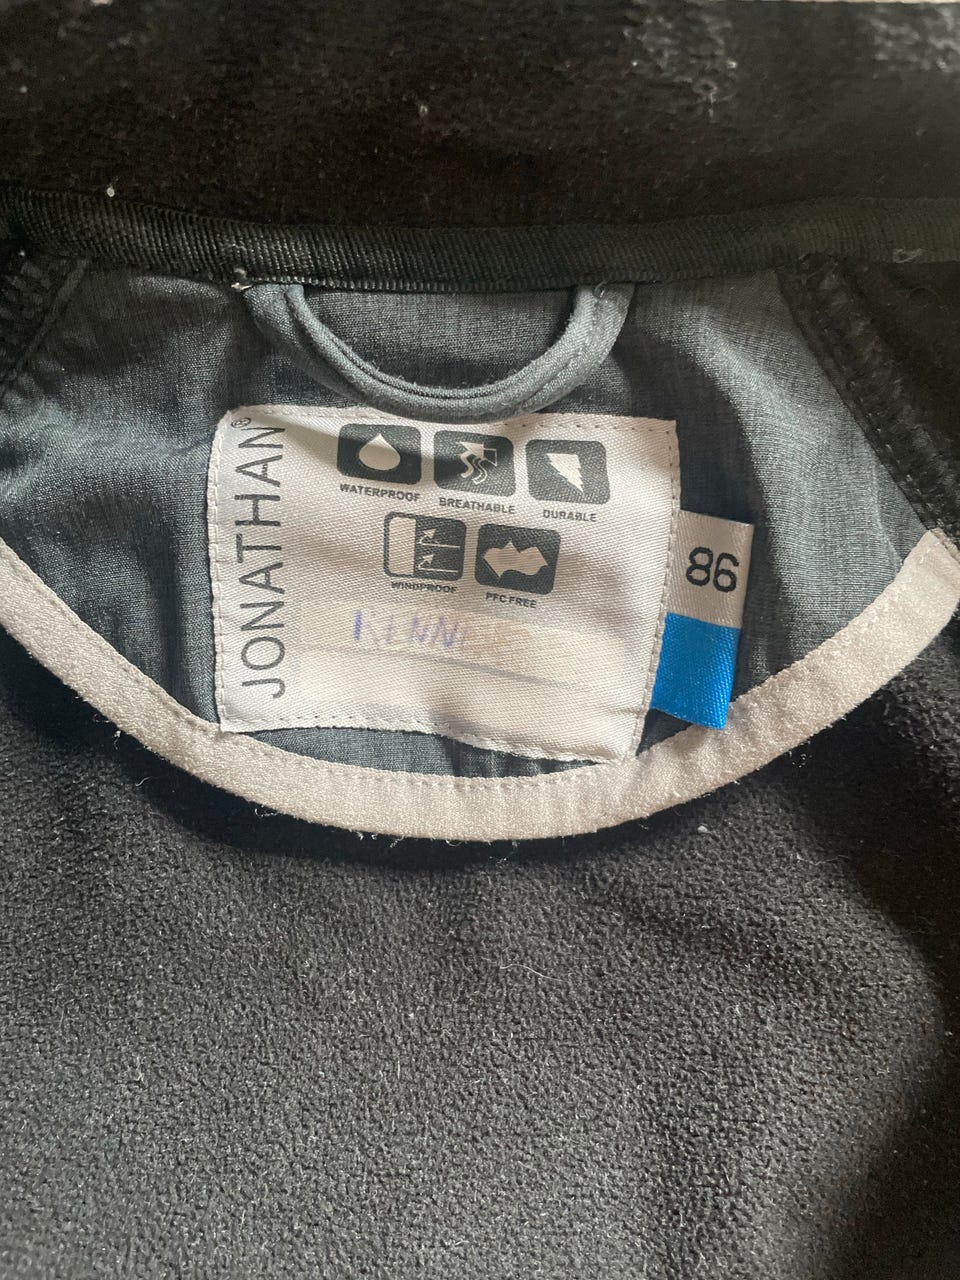 JONATHAN®
WATERPROOF BREATHABLE DURABLE
WINDPROOF PFC FREE
86